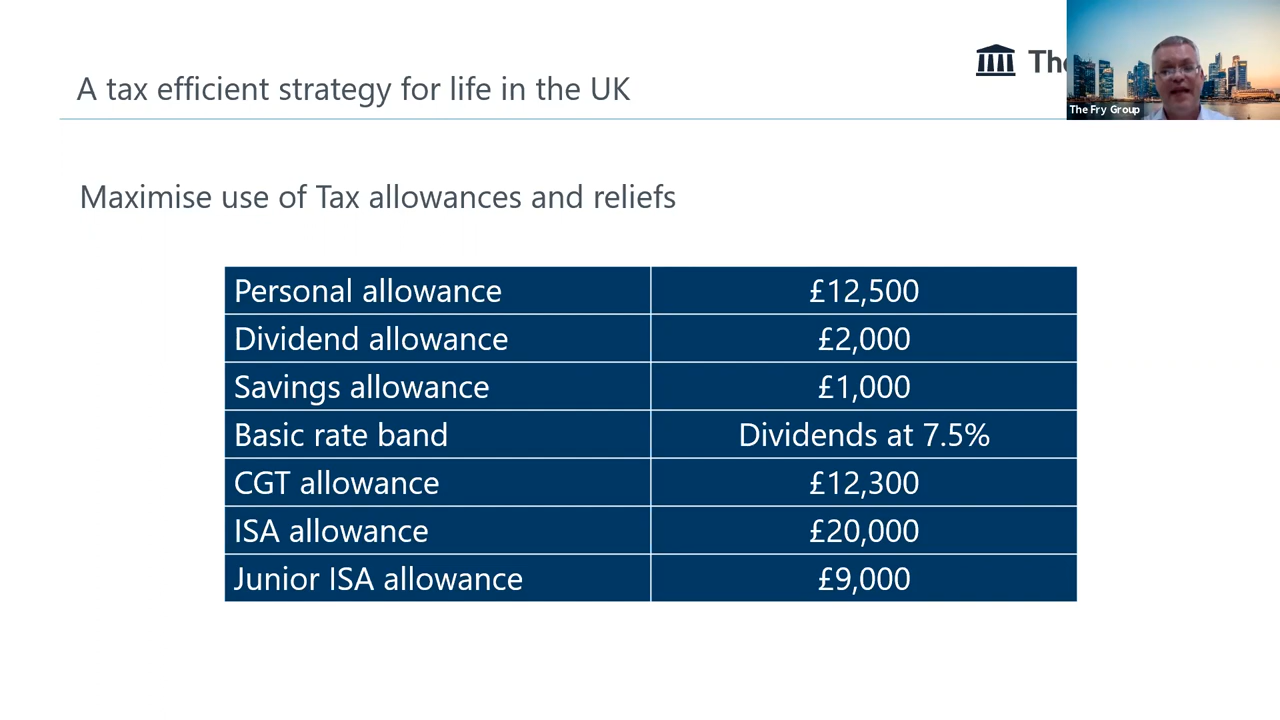 The
The Fry Group
A tax efficient strategy for life in the UK
Maximise use of Tax allowances and reliefs
Personal allowance £12,500
Dividend allowance £2,000
Savings allowance £1,000
Basic rate band Dividends at 7.5%
CGT allowance £12,300
ISA allowance £20,000
Junior ISA allowance £9,000